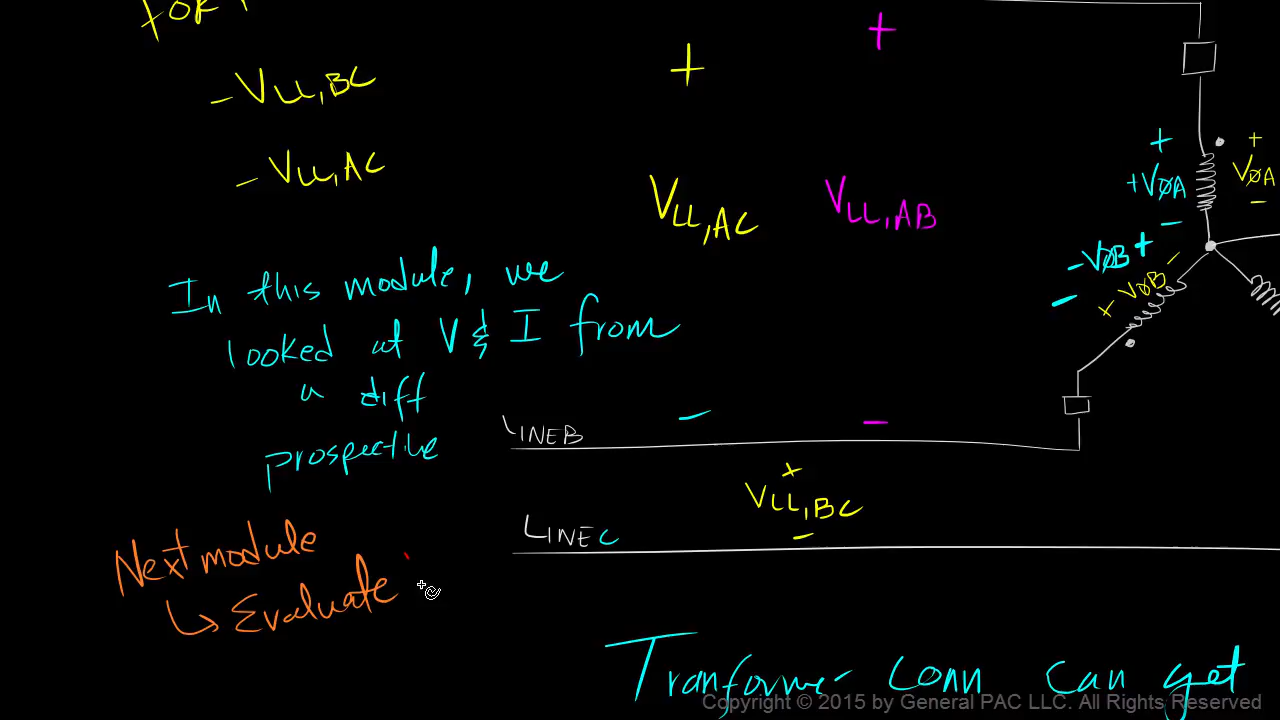 for
- VLL,BC
- VLL,AC
+ +
VLL,AC VLL,AB
In this module, we
looked at V & I from
a diff
prospective
Next module
↳ Evaluate
+ +
+VØA VØA
- -
-VØB+
-
+ VØB -
- -
LINEB
+
VLL,BC
-
LINEC
Tranformer Conn can get
Copyright © 2015 by General PAC LLC. All Rights Reserved